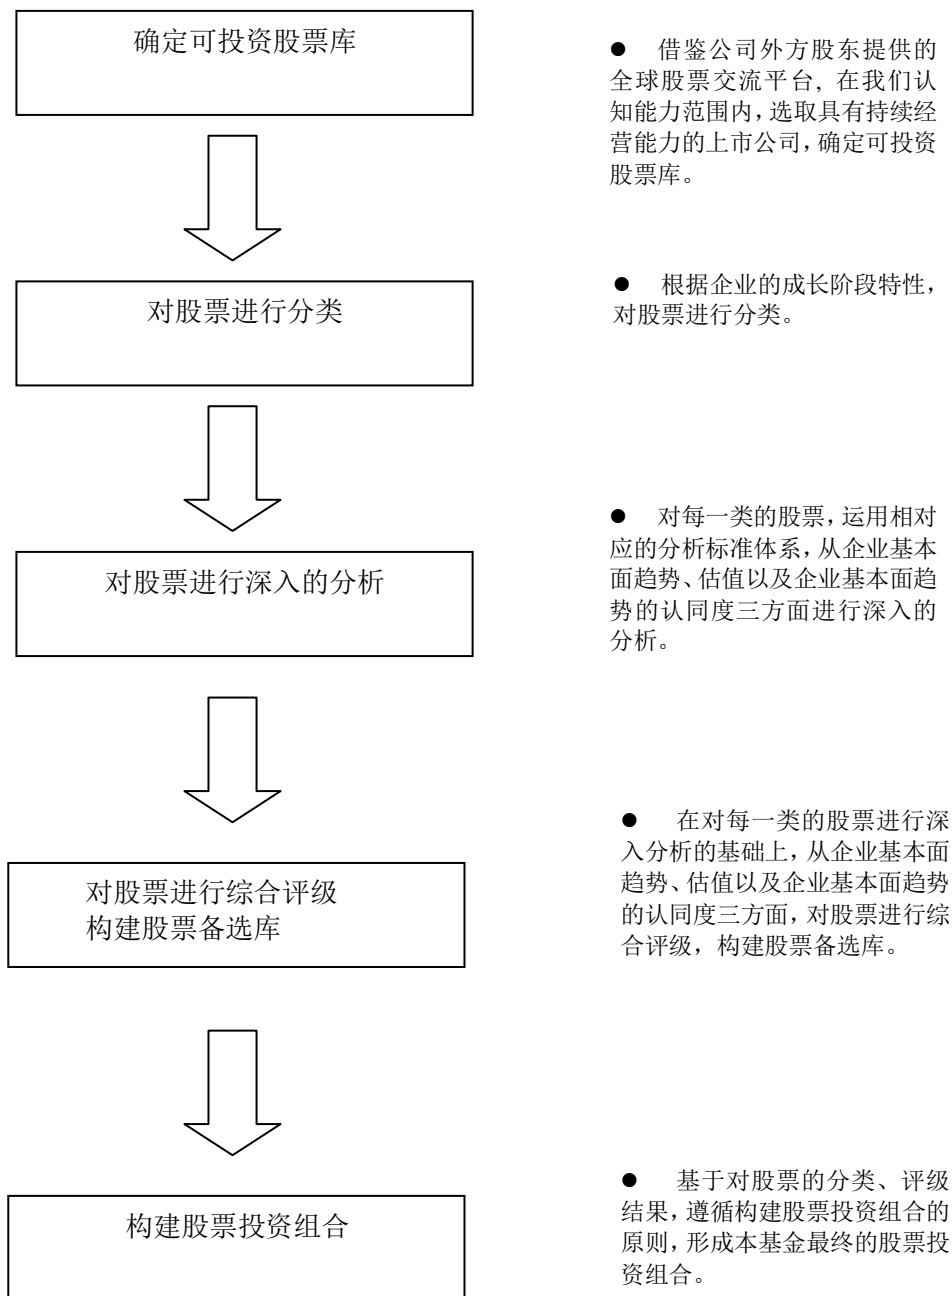 确定可投资股票库
● 借鉴公司外方股东提供的
全球股票交流平台, 在我们认
知能力范围内,选取具有持续经
营能力的上市公司,确定可投资
股票库。
对股票进行分类
● 根据企业的成长阶段特性,
对股票进行分类。
对股票进行深入的分析
● 对每一类的股票,运用相对
应的分析标准体系,从企业基本
面趋势、估值以及企业基本面趋
势的认同度三方面进行深入的
分析。
对股票进行综合评级
构建股票备选库
● 在对每一类的股票进行深
入分析的基础上,从企业基本面
趋势、估值以及企业基本面趋势
的认同度三方面,对股票进行综
合评级，构建股票备选库。
构建股票投资组合
● 基于对股票的分类、评级
结果,遵循构建股票投资组合的
原则,形成本基金最终的股票投
资组合。